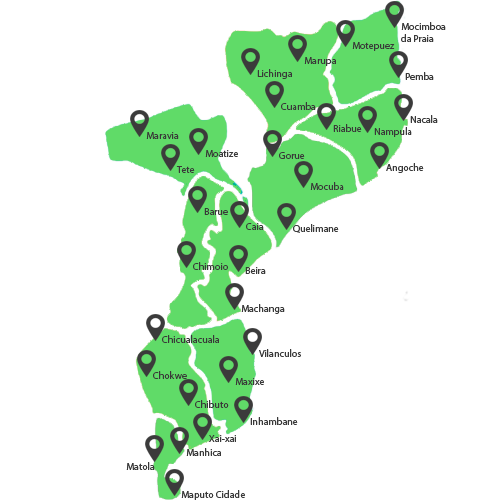 Mocimboa
da Praia
Motepuez
Marupa
Lichinga
Pemba
Cuamba
Nacala
Riabue
Nampula
Maravia
Moatize
Gorue
Angoche
Tete
Mocuba
Barue
Caia
Quelimane
Chimoio
Beira
Machanga
Chicualacuala
Vilanculos
Chokwe
Maxixe
Chibuto
Inhambane
Xai-xai
Manhica
Matola
Maputo Cidade